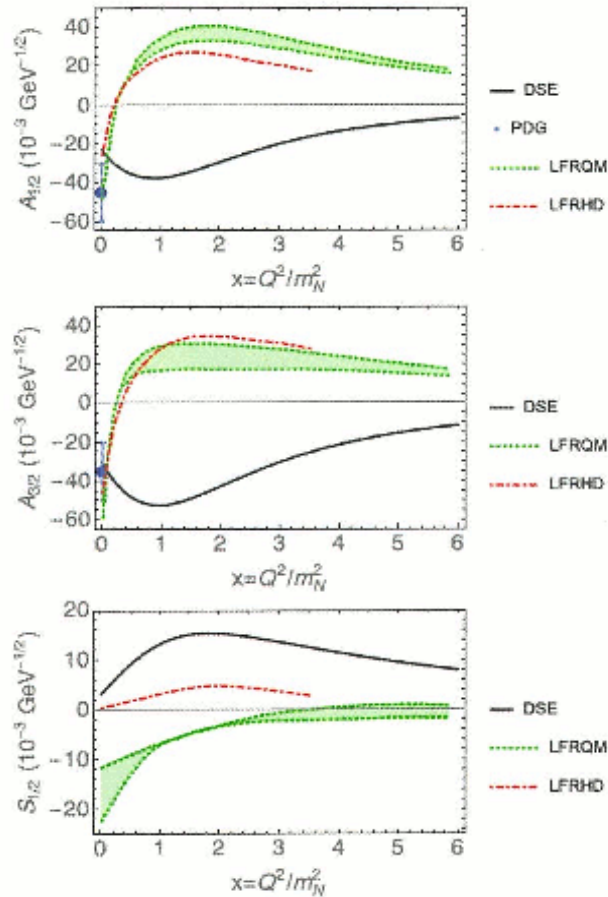 40
20
0
−20
−40
−60
A1/2 (10−3 GeV−1/2)
0 1 2 3 4 5 6
x=Q2/m2N
DSE
PDG
LFRQM
LFRHD
40
20
0
−20
−40
−60
A3/2 (10−3 GeV−1/2)
0 1 2 3 4 5 6
x=Q2/m2N
DSE
LFRQM
LFRHD
20
10
0
−10
−20
S1/2 (10−3 GeV−1/2)
0 1 2 3 4 5 6
x=Q2/m2N
DSE
LFRQM
LFRHD